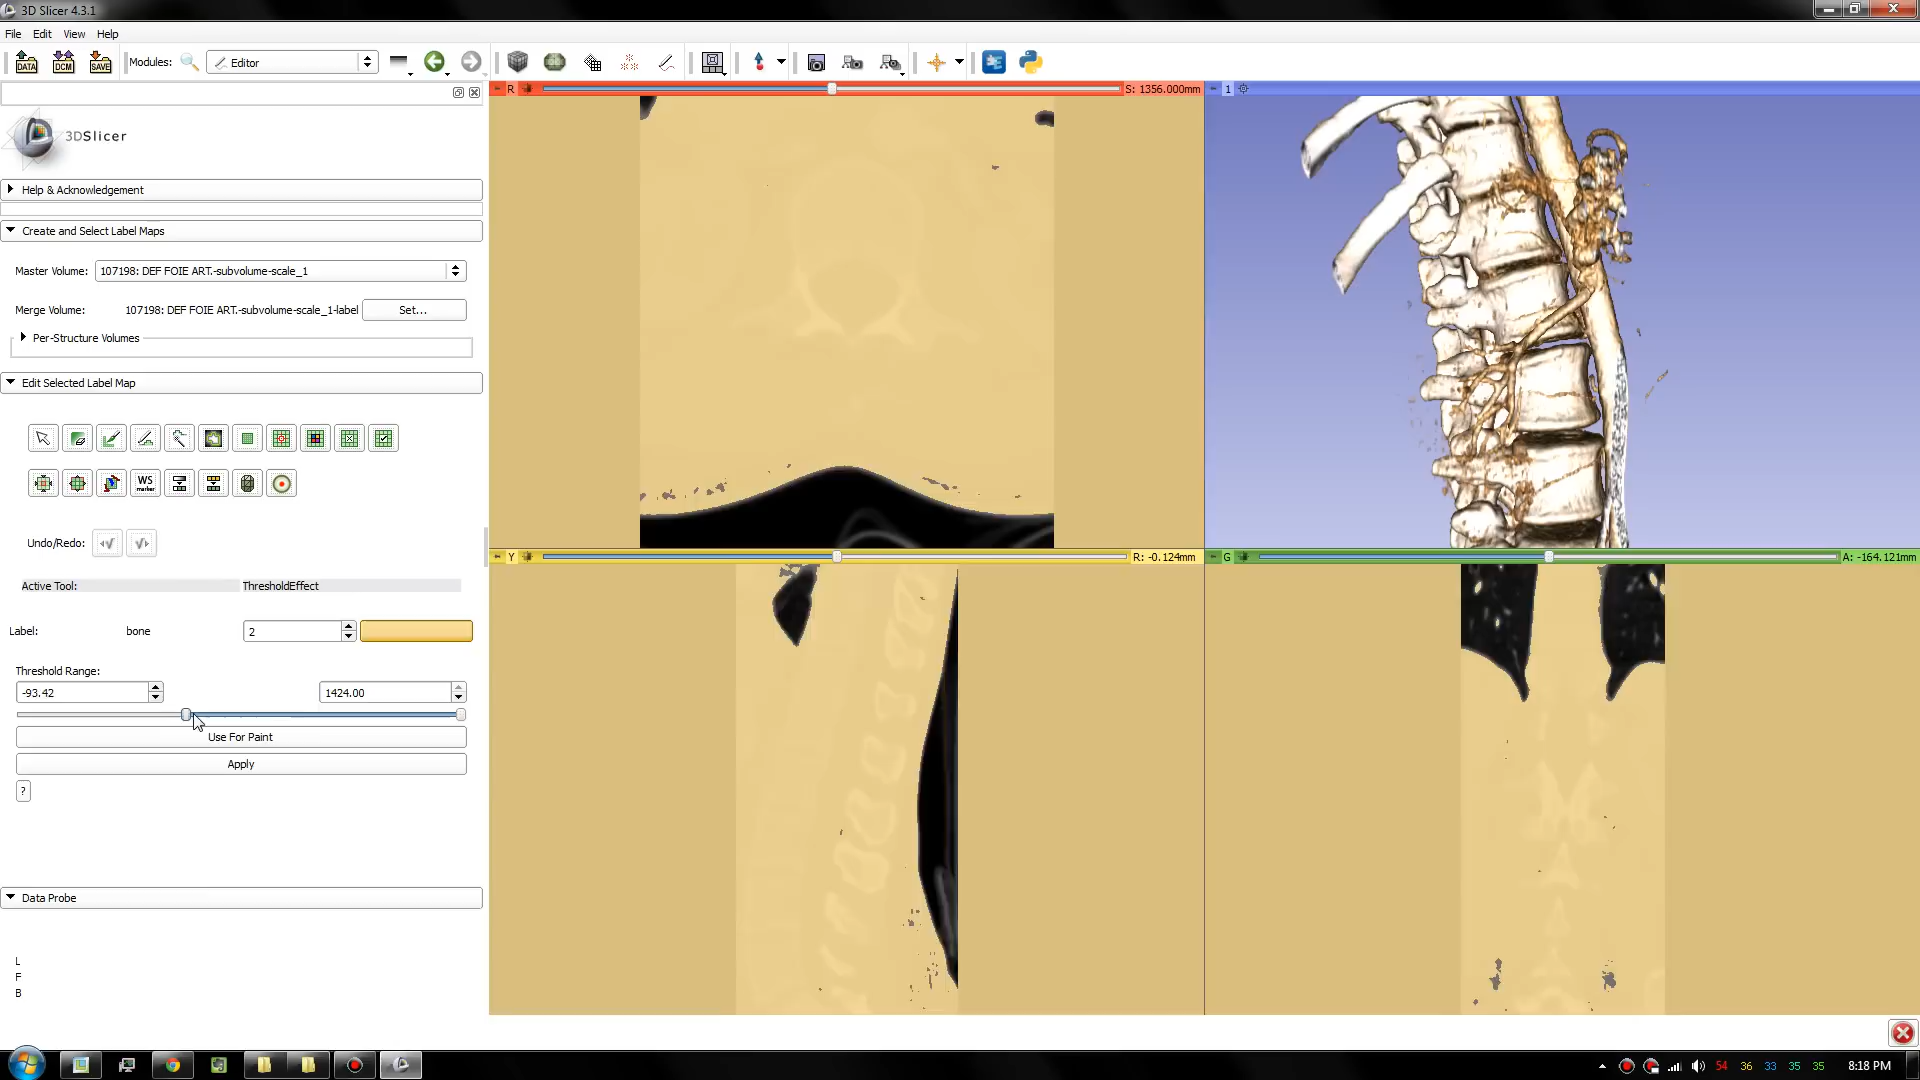 3D Slicer 4.3.1
File Edit View Help
DATA DCM SAVE Modules: Editor
R S: 1356.000mm
1
3DSlicer
Help & Acknowledgement
Create and Select Label Maps
Master Volume: 107198: DEF FOIE ART.-subvolume-scale_1
Merge Volume: 107198: DEF FOIE ART.-subvolume-scale_1-label Set...
Per-Structure Volumes
Edit Selected Label Map
WS
marker
Undo/Redo:
Y R: -0.124mm
G A: -164.121mm
Active Tool: ThresholdEffect
Label: bone 2
Threshold Range:
-93.42 1424.00
Use For Paint
Apply
?
Data Probe
L
F
B
54 36 33 35 35 8:18 PM